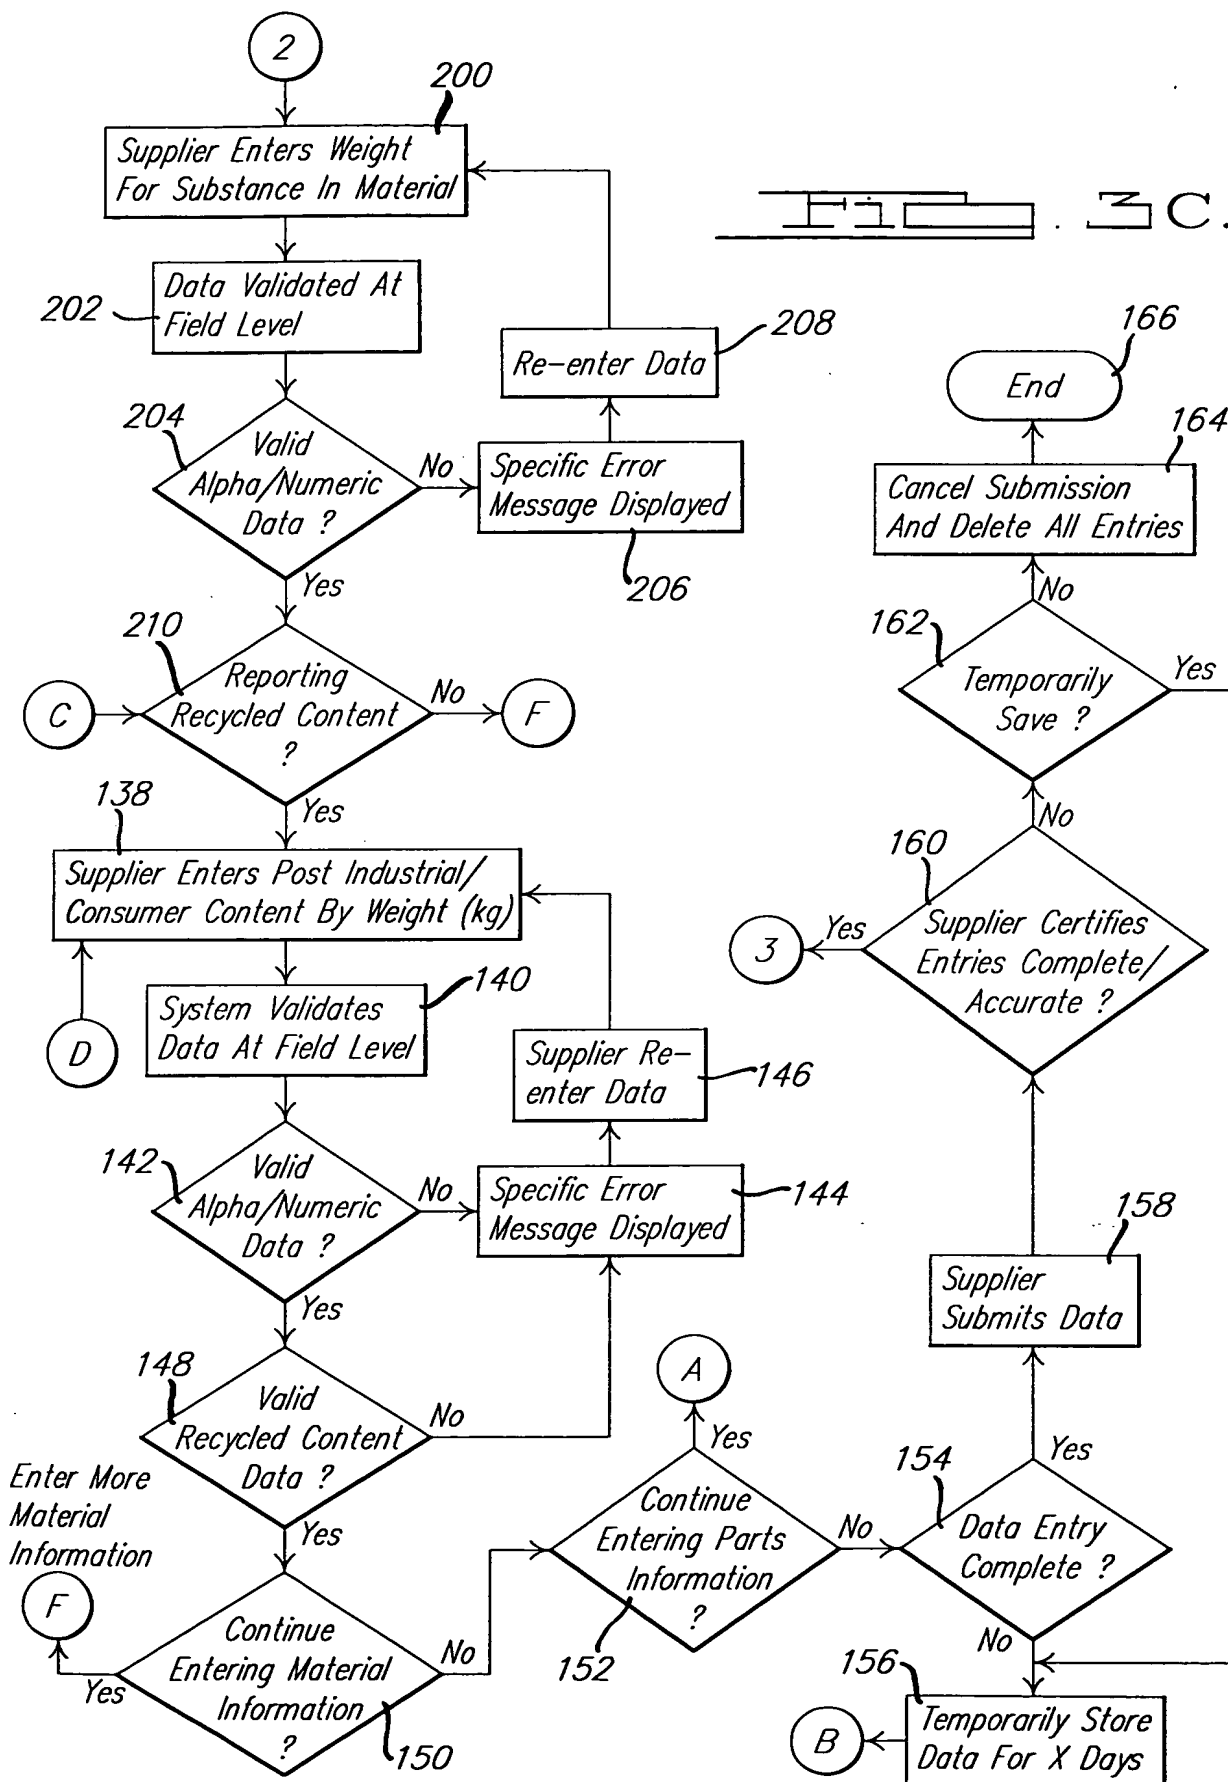 2
200
Supplier Enters Weight
For Substance In Material
FIG. 3C.
202
Data Validated At
Field Level
208
Re-enter Data
166
End
204
Valid
Alpha/Numeric
Data ?
No
Specific Error
Message Displayed
206
164
Cancel Submission
And Delete All Entries
Yes
No
210
Reporting
Recycled Content
?
C
No
F
162
Temporarily
Save ?
Yes
138
Yes
Supplier Enters Post Industrial/
Consumer Content By Weight (kg)
No
160
Supplier Certifies
Entries Complete/
Accurate ?
Yes
3
D
System Validates
Data At Field Level
140
Supplier Re-
enter Data
146
142
Valid
Alpha/Numeric
Data ?
No
Specific Error
Message Displayed
144
Yes
158
Supplier
Submits Data
148
Valid
Recycled Content
Data ?
No
A
Yes
Yes
Enter More
Material
Information
Yes
F
Continue
Entering Material
Information
?
150
Yes
No
Continue
Entering Parts
Information
?
152
No
154
Data Entry
Complete ?
No
156
Temporarily Store
Data For X Days
B